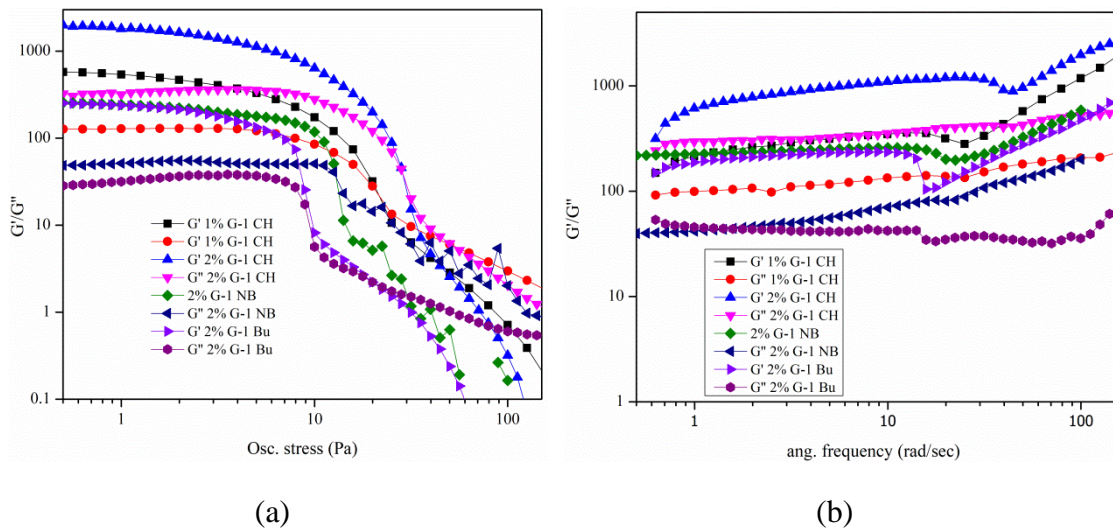 1000
100
10
1
0.1
G'/G"
G' 1% G-1 CH
G" 1% G-1 CH
G' 2% G-1 CH
G" 2% G-1 CH
2% G-1 NB
G" 2% G-1 NB
G' 2% G-1 Bu
G" 2% G-1 Bu
1 10 100
Osc. stress (Pa)
(a)
1000
100
10
1
G'/G"
G' 1% G-1 CH
G" 1% G-1 CH
G' 2% G-1 CH
G" 2% G-1 CH
2% G-1 NB
G" 2% G-1 NB
G' 2% G-1 Bu
G" 2% G-1 Bu
1 10 100
ang. frequency (rad/sec)
(b)